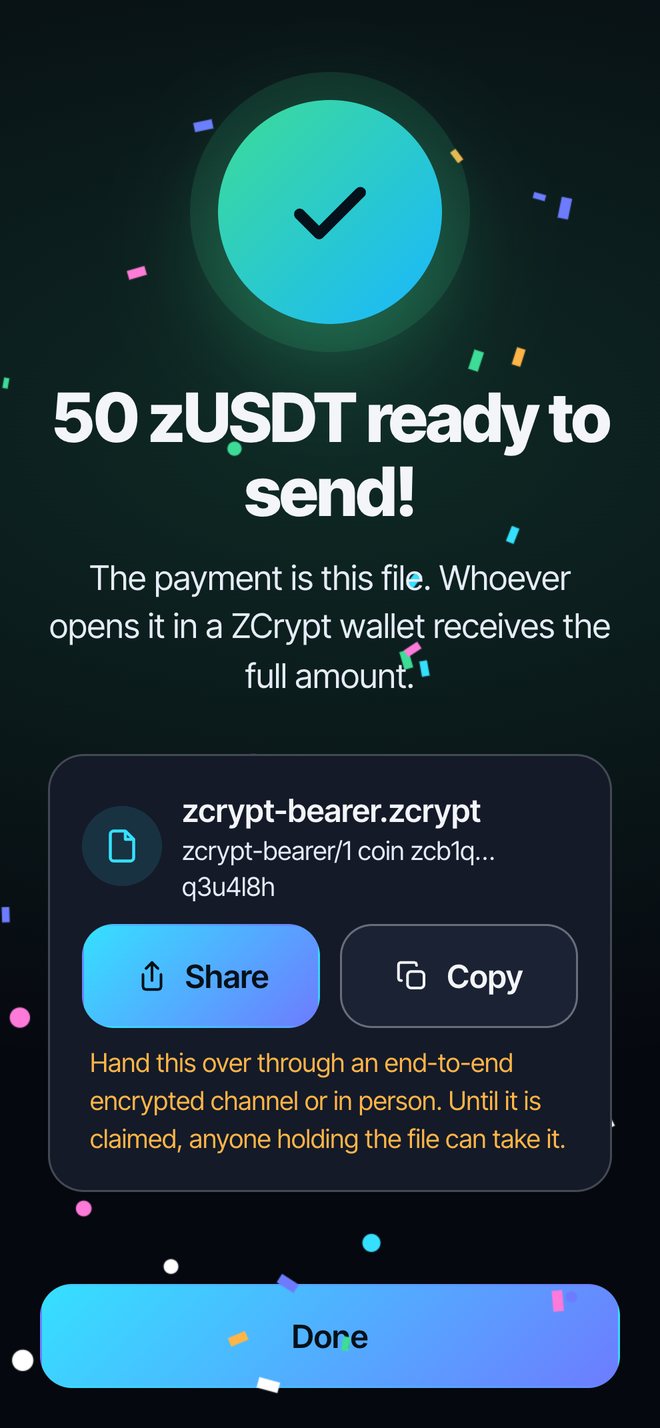 50 zUSDT ready to
send!
The payment is this file. Whoever
opens it in a ZCrypt wallet receives the
full amount.
zcrypt-bearer.zcrypt
zcrypt-bearer/1 coin zcb1q…
q3u4l8h
Share
Copy
Hand this over through an end-to-end
encrypted channel or in person. Until it is
claimed, anyone holding the file can take it.
Done